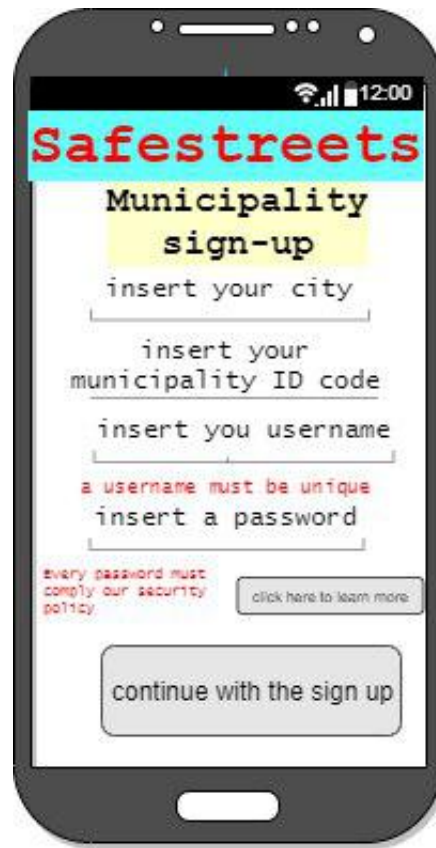 12:00
Safestreets
Municipality
sign-up
insert your city
insert your
municipality ID code
insert you username
a username must be unique
insert a password
Every password must
comply our security
policy
click here to learn more
continue with the sign up